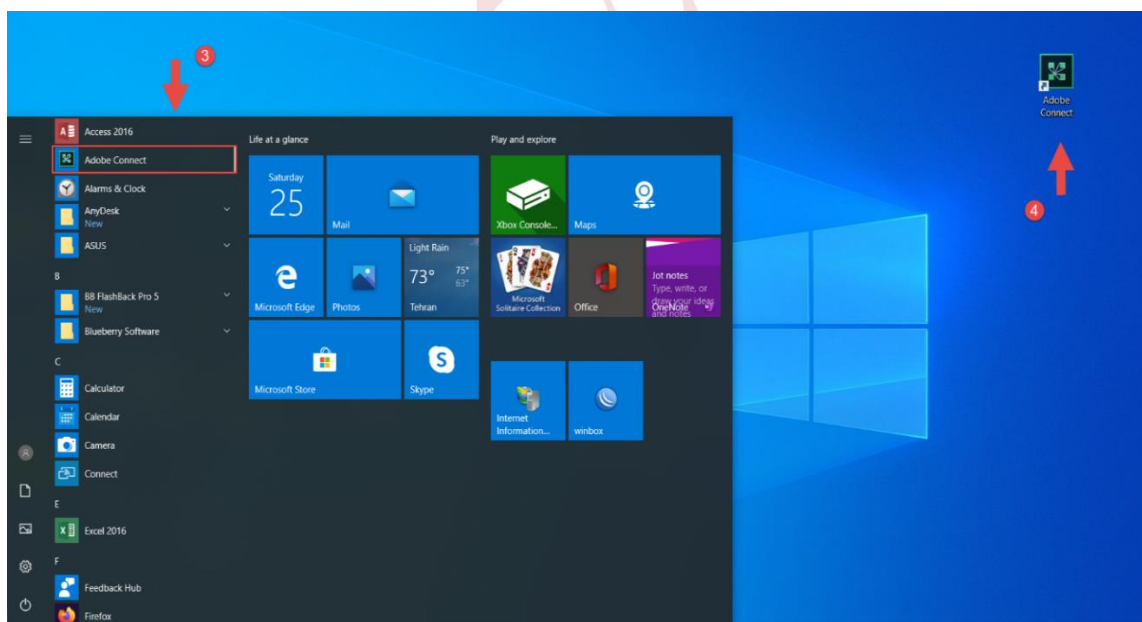 3
Adobe
Connect
4
Access 2016
Adobe Connect
Alarms & Clock
AnyDesk
New
ASUS
B
BB FlashBack Pro 5
New
Blueberry Software
C
Calculator
Calendar
Camera
Connect
E
Excel 2016
F
Feedback Hub
Firefox
Life at a glance
Saturday
25
Mail
Microsoft Edge
Photos
Light Rain
73°
75°
63°
Tehran
Microsoft Store
Skype
Play and explore
Xbox Console...
Maps
Microsoft
Solitaire Collection
Office
Jot notes
Type, write, or
draw your ideas
and notes
OneNote
Internet
Information...
winbox